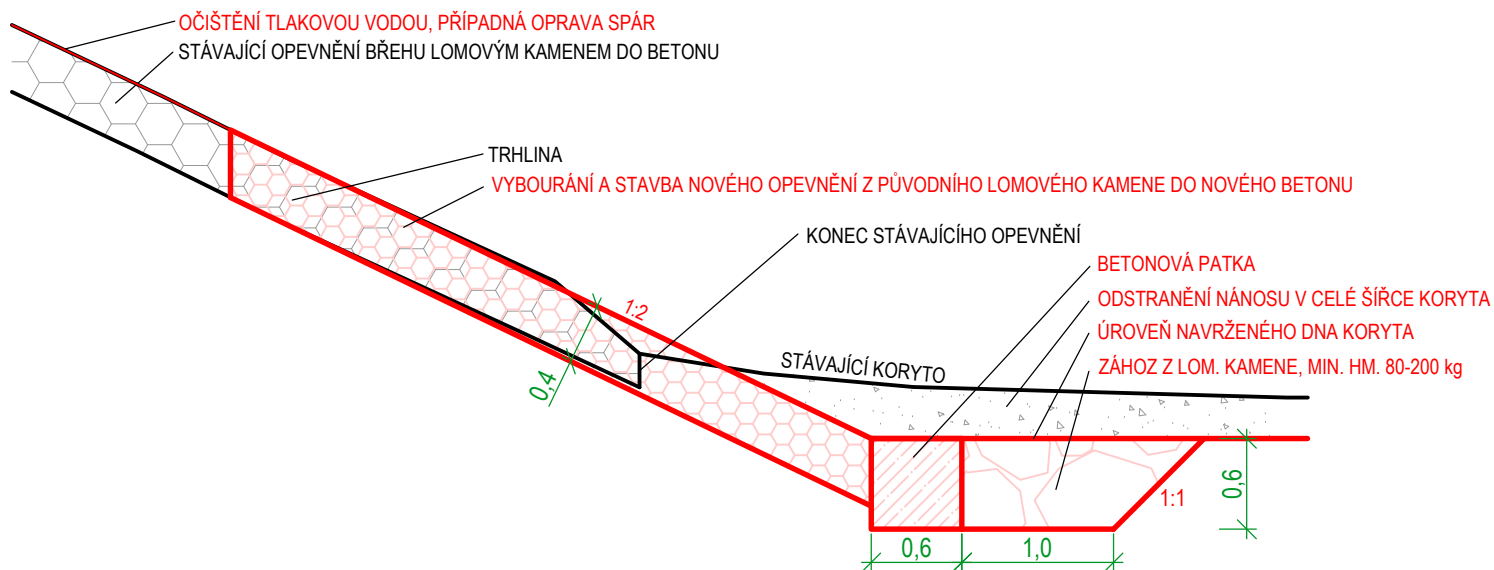 OČIŠTĚNÍ TLAKOVOU VODOU, PŘÍPADNÁ OPRAVA SPÁR
STÁVAJÍCÍ OPEVNĚNÍ BŘEHU LOMOVÝM KAMENEM DO BETONU
TRHLINA
VYBOURÁNÍ A STAVBA NOVÉHO OPEVNĚNÍ Z PŮVODNÍHO LOMOVÉHO KAMENE DO NOVÉHO BETONU
KONEC STÁVAJÍCÍHO OPEVNĚNÍ
BETONOVÁ PATKA
ODSTRANĚNÍ NÁNOSU V CELÉ ŠÍŘCE KORYTA
ÚROVEŇ NAVRŽENÉHO DNA KORYTA
ZÁHOZ Z LOM. KAMENE, MIN. HM. 80-200 kg
1:2
STÁVAJÍCÍ KORYTO
0,4
1:1
0,6
0,6
1,0